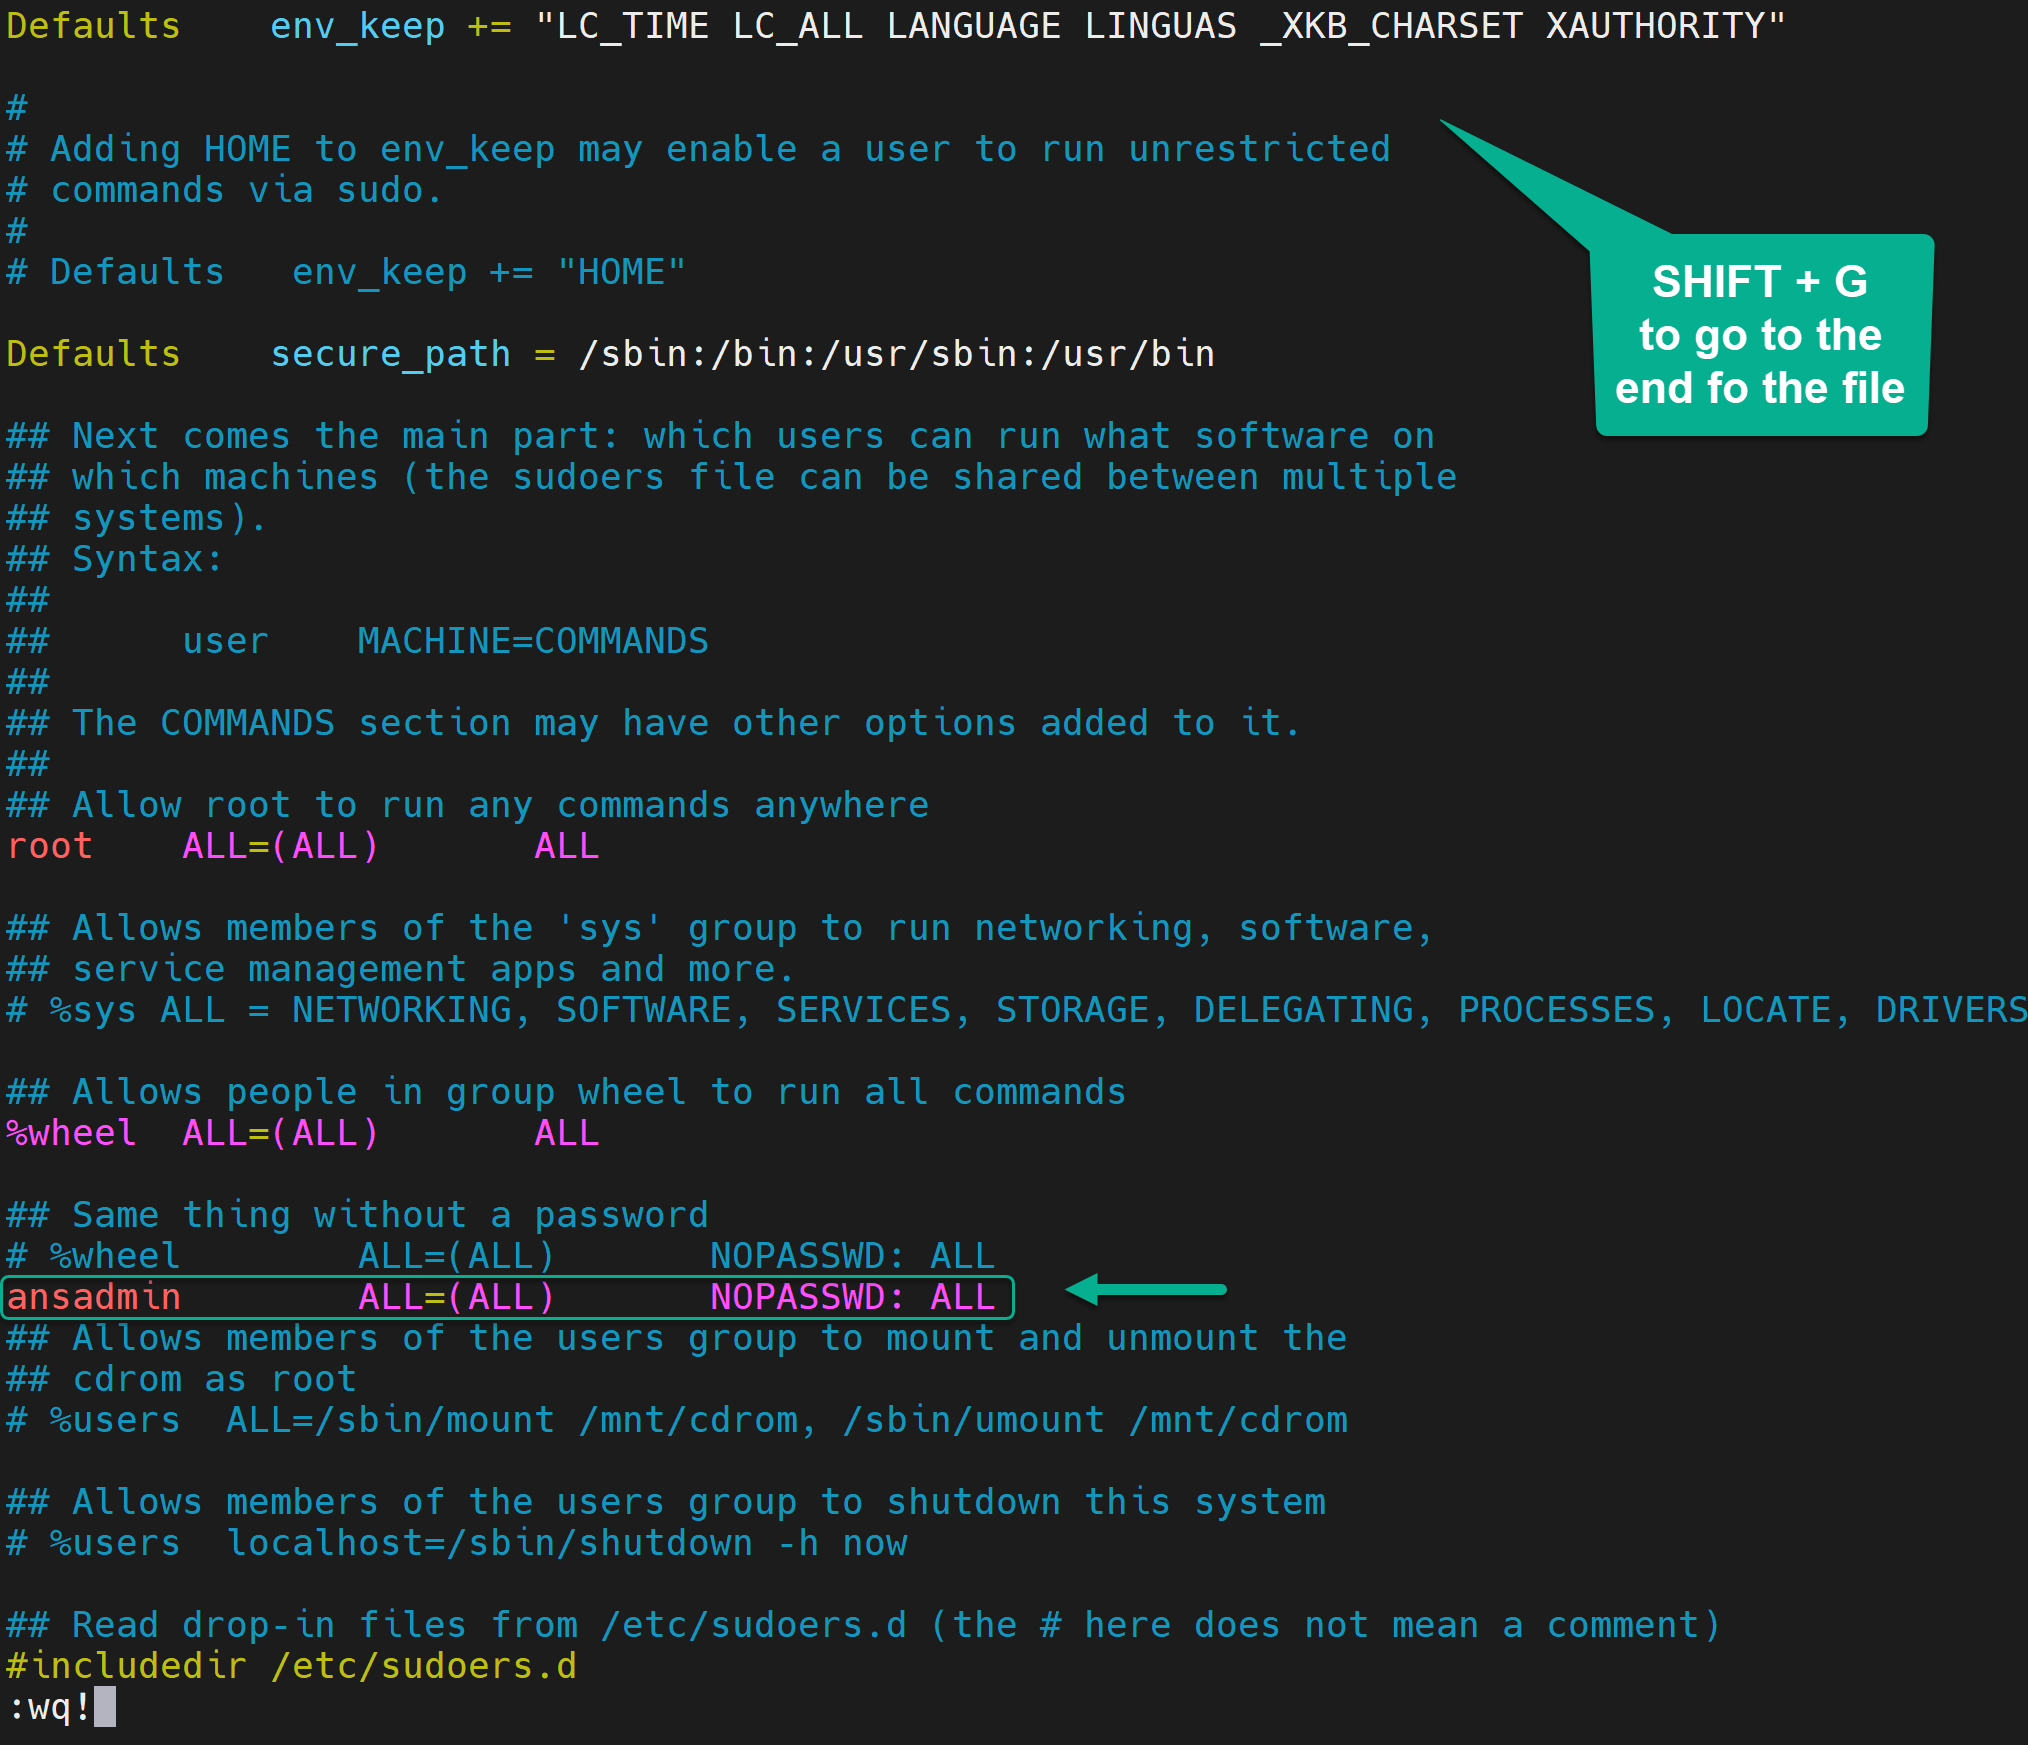 Defaults    env_keep += "LC_TIME LC_ALL LANGUAGE LINGUAS _XKB_CHARSET XAUTHORITY"
#
# Adding HOME to env_keep may enable a user to run unrestricted
# commands via sudo.
#
# Defaults   env_keep += "HOME"
SHIFT + G
to go to the
end fo the file
Defaults    secure_path = /sbin:/bin:/usr/sbin:/usr/bin
## Next comes the main part: which users can run what software on
## which machines (the sudoers file can be shared between multiple
## systems).
## Syntax:
##
##      user    MACHINE=COMMANDS
##
## The COMMANDS section may have other options added to it.
##
## Allow root to run any commands anywhere
root    ALL=(ALL)       ALL
## Allows members of the 'sys' group to run networking, software,
## service management apps and more.
# %sys ALL = NETWORKING, SOFTWARE, SERVICES, STORAGE, DELEGATING, PROCESSES, LOCATE, DRIVERS
## Allows people in group wheel to run all commands
%wheel  ALL=(ALL)       ALL
## Same thing without a password
# %wheel        ALL=(ALL)       NOPASSWD: ALL
ansadmin        ALL=(ALL)       NOPASSWD: ALL
## Allows members of the users group to mount and unmount the
## cdrom as root
# %users  ALL=/sbin/mount /mnt/cdrom, /sbin/umount /mnt/cdrom
## Allows members of the users group to shutdown this system
# %users  localhost=/sbin/shutdown -h now
## Read drop-in files from /etc/sudoers.d (the # here does not mean a comment)
#includedir /etc/sudoers.d
:wq!